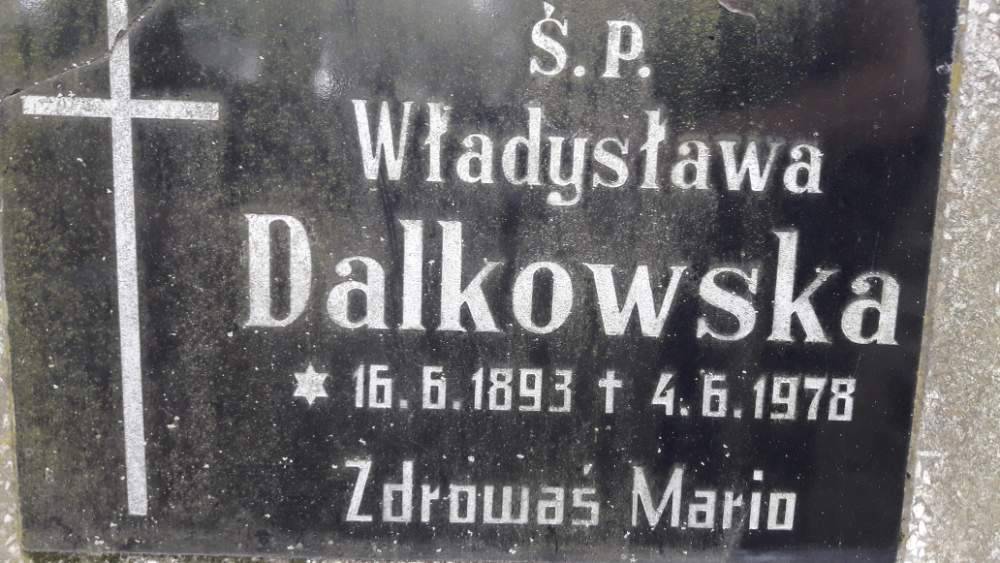 Ś.P.
Władysława
Dalkowska
* 16.6.1893 † 4.6.1978
Zdrowaś Mario